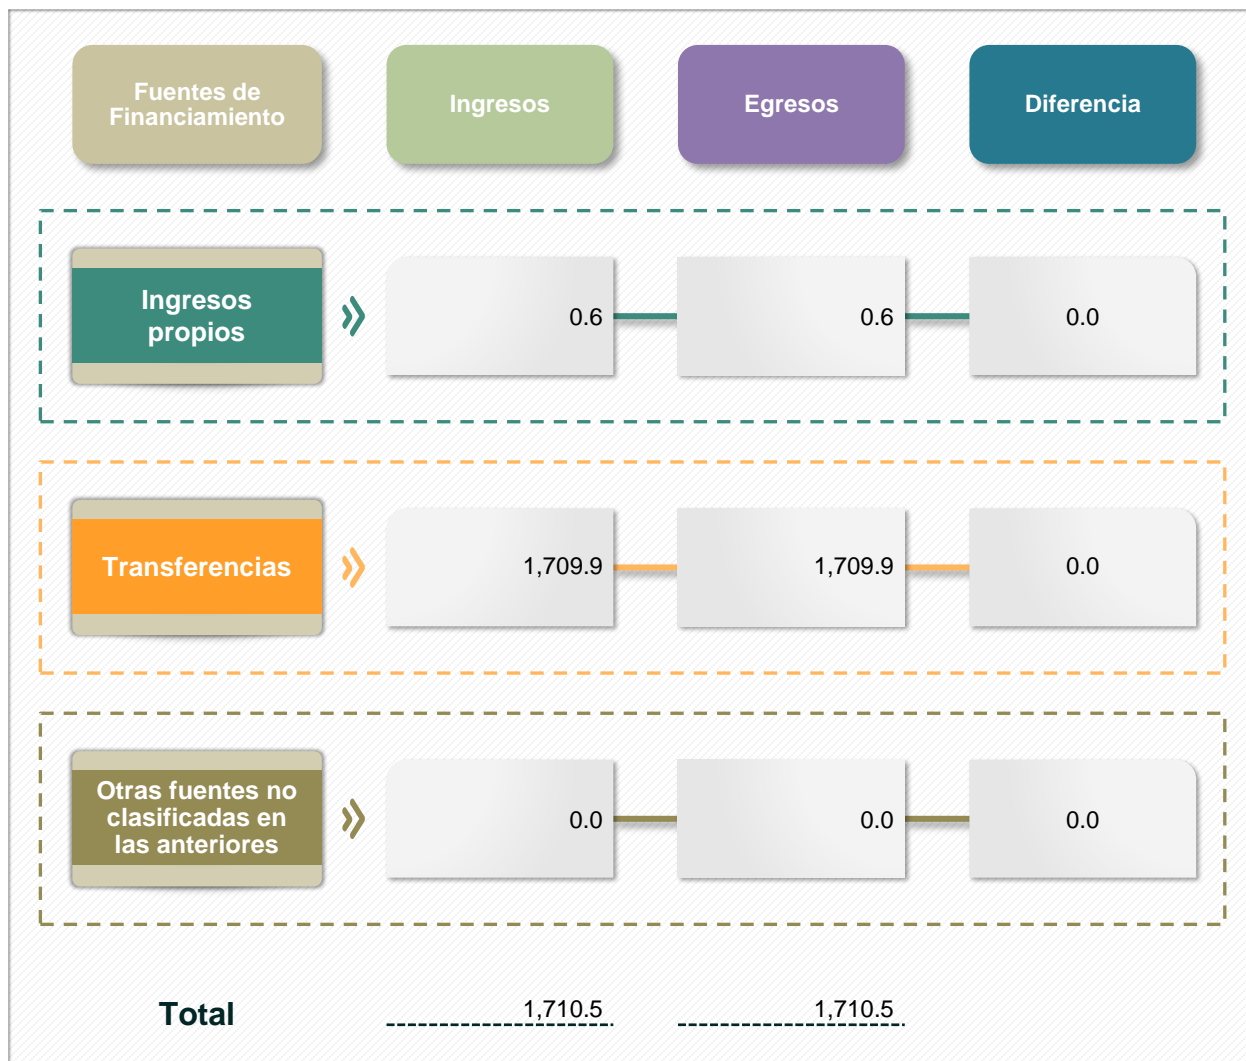 Fuentes de
Financiamiento
Ingresos
Egresos
Diferencia
Ingresos
propios
0.6
0.6
0.0
Transferencias
1,709.9
1,709.9
0.0
Otras fuentes no
clasificadas en
las anteriores
0.0
0.0
0.0
Total
1,710.5
1,710.5